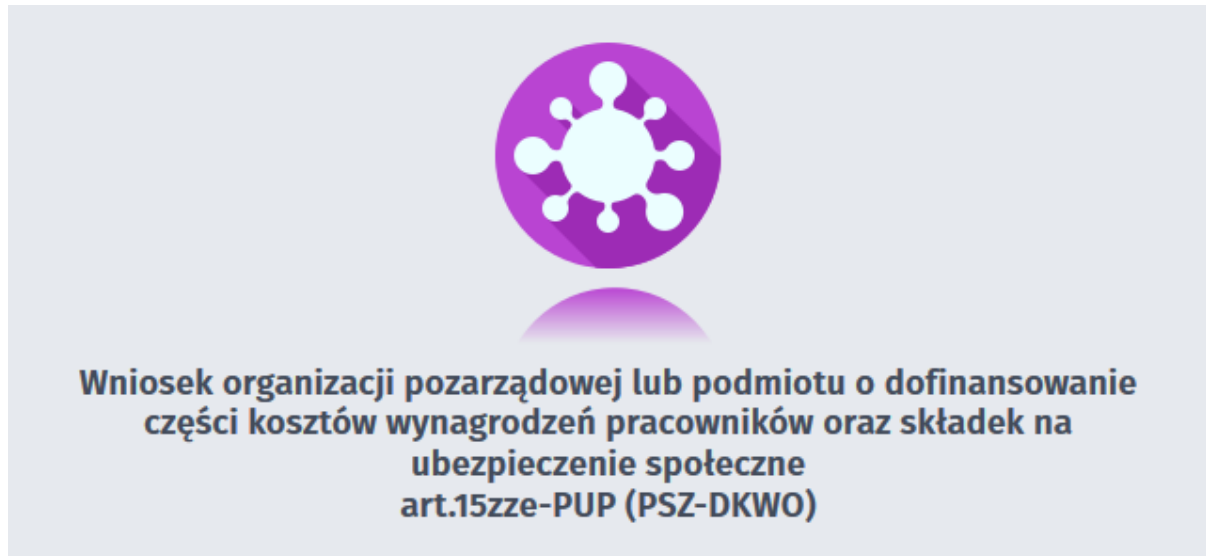 Wniosek organizacji pozarządowej lub podmiotu o dofinansowanie
części kosztów wynagrodzeń pracowników oraz składek na
ubezpieczenie społeczne
art.15zze-PUP (PSZ-DKWO)